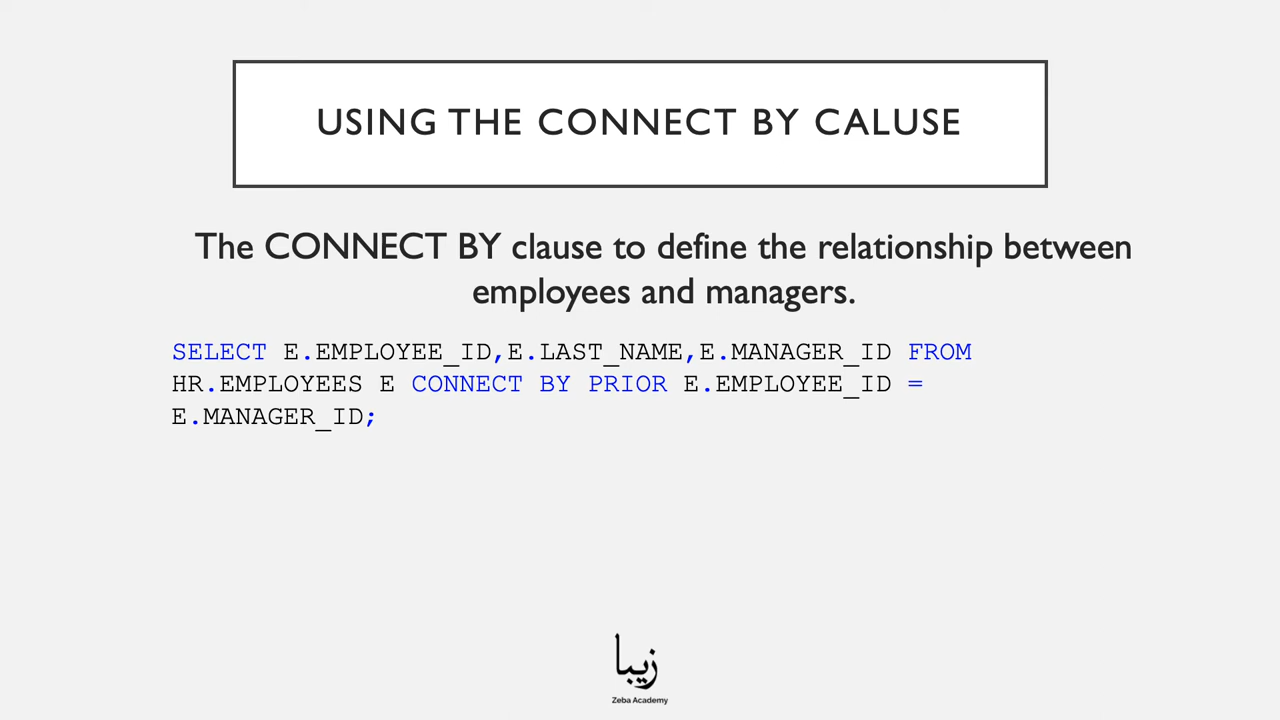 USING THE CONNECT BY CALUSE
The CONNECT BY clause to define the relationship between
employees and managers.
SELECT E.EMPLOYEE_ID,E.LAST_NAME,E.MANAGER_ID FROM
HR.EMPLOYEES E CONNECT BY PRIOR E.EMPLOYEE_ID =
E.MANAGER_ID;
زیبا
Zeba Academy